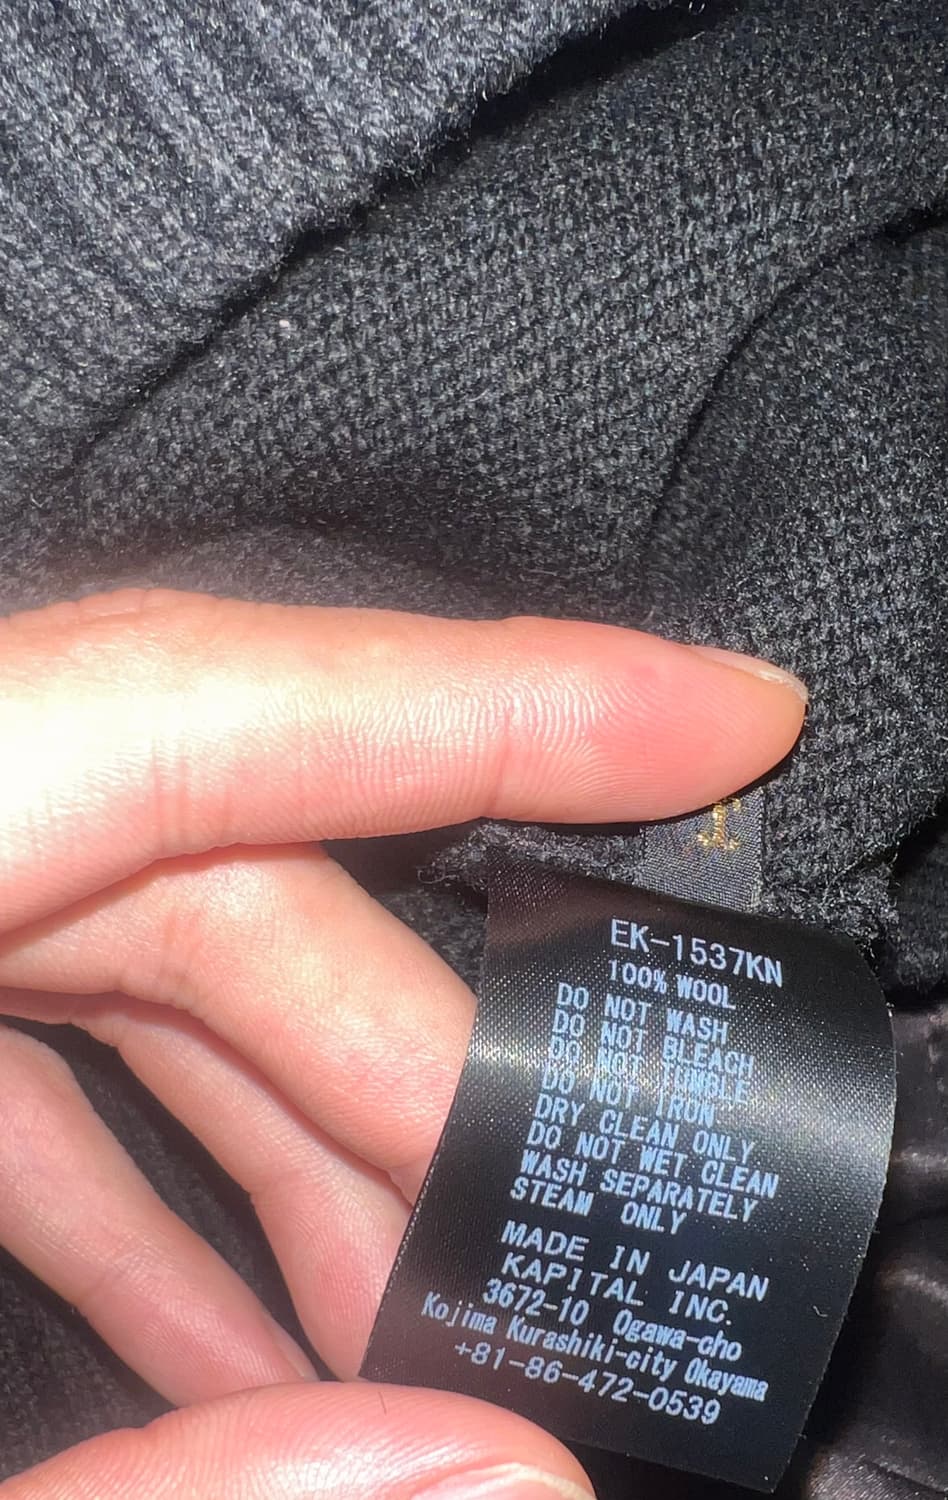 EK-1537KN
100% WOOL
DO NOT WASH
DO NOT BLEACH
DO NOT TUMBLE
DO NOT IRON
DRY CLEAN ONLY
DO NOT WET CLEAN
WASH SEPARATELY
STEAM ONLY
MADE IN JAPAN
KAPITAL INC.
3672-10 Ogawa-cho
Kojima Kurashiki-city Okayama
+81-86-472-0539